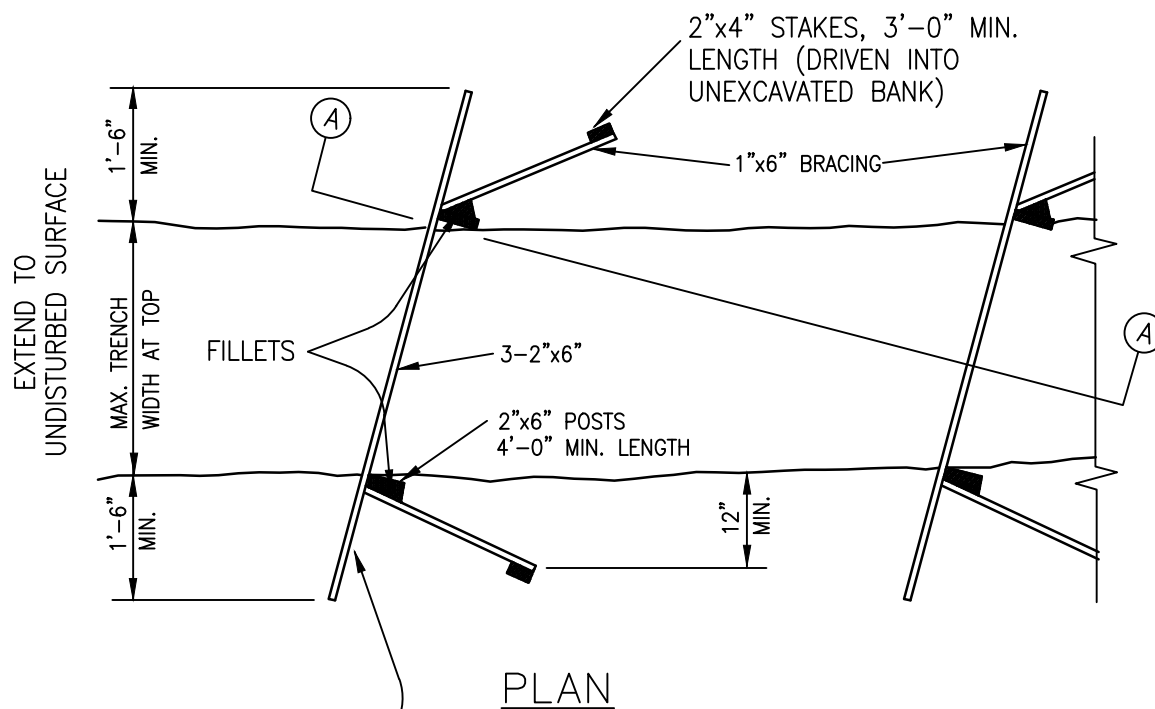 2”x4” STAKES, 3’–0” MIN.
LENGTH (DRIVEN INTO
UNEXCAVATED BANK)
1’–6”
MIN.
A
1”x6” BRACING
EXTEND TO
UNDISTURBED SURFACE
MAX. TRENCH
WIDTH AT TOP
FILLETS
3–2”x6”
A
2”x6” POSTS
4’–0” MIN. LENGTH
1’–6”
MIN.
12”
MIN.
PLAN